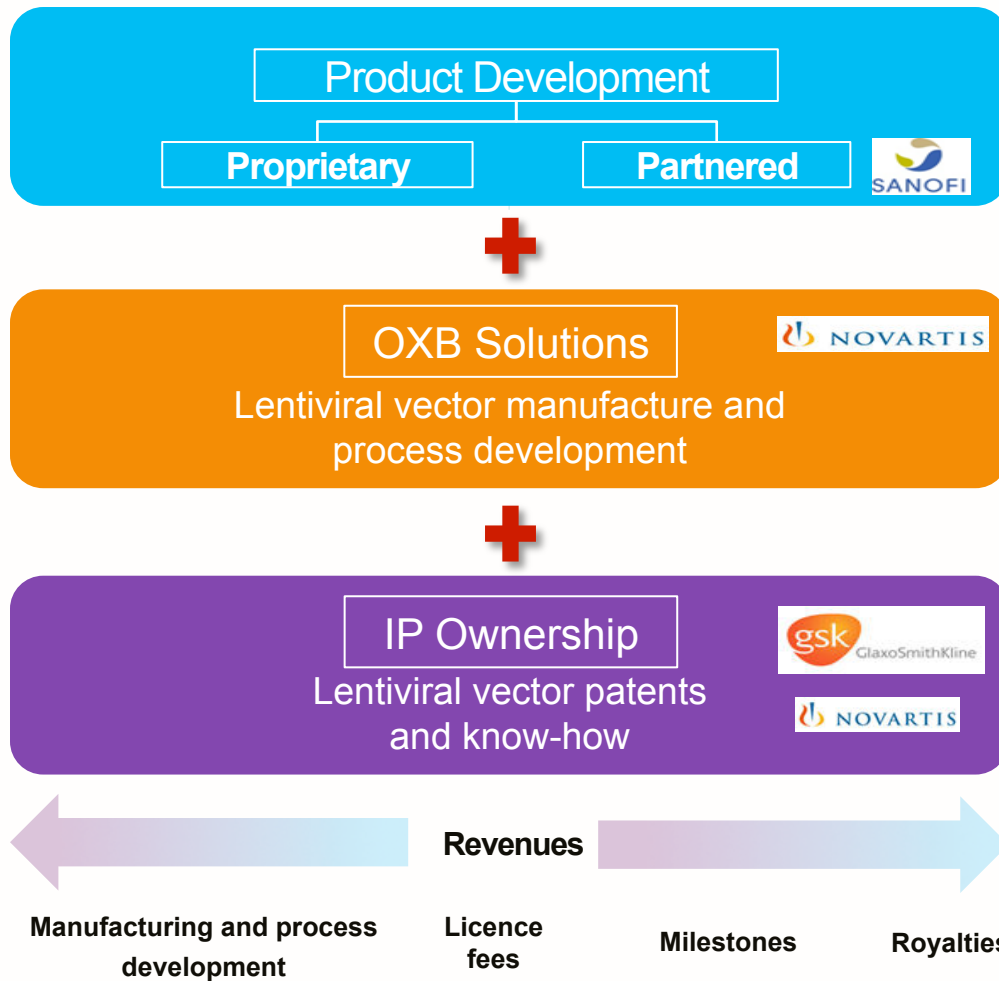 Product Development
Proprietary
Partnered
SANOFI
OXB Solutions
NOVARTIS
Lentiviral vector manufacture and
process development
IP Ownership
gsk
GlaxoSmithKline
Lentiviral vector patents
and know-how
NOVARTIS
Revenues
Manufacturing and process
development
Licence
fees
Milestones
Royalties